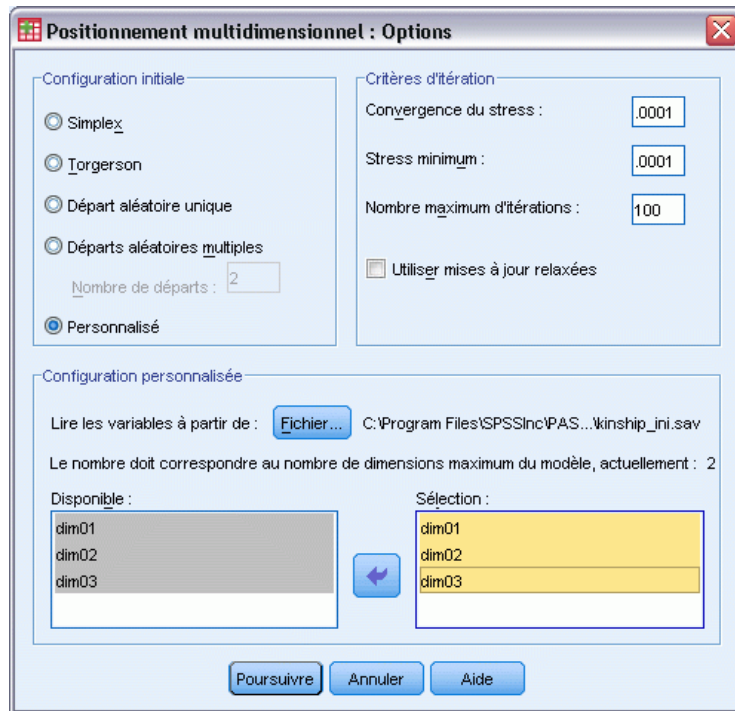 Positionnement multidimensionnel : Options
Configuration initiale
Simplex
Torgerson
Départ aléatoire unique
Départs aléatoires multiples
Nombre de départs : 2
Personnalisé
Critères d'itération
Convergence du stress : .0001
Stress minimum : .0001
Nombre maximum d'itérations : 100
Utiliser mises à jour relaxées
Configuration personnalisée
Lire les variables à partir de : Fichier... C:\Program Files\SPSSInc\PAS...\kinship_ini.sav
Le nombre doit correspondre au nombre de dimensions maximum du modèle, actuellement : 2
Disponible :
dim01
dim02
dim03
Sélection :
dim01
dim02
dim03
Poursuivre Annuler Aide